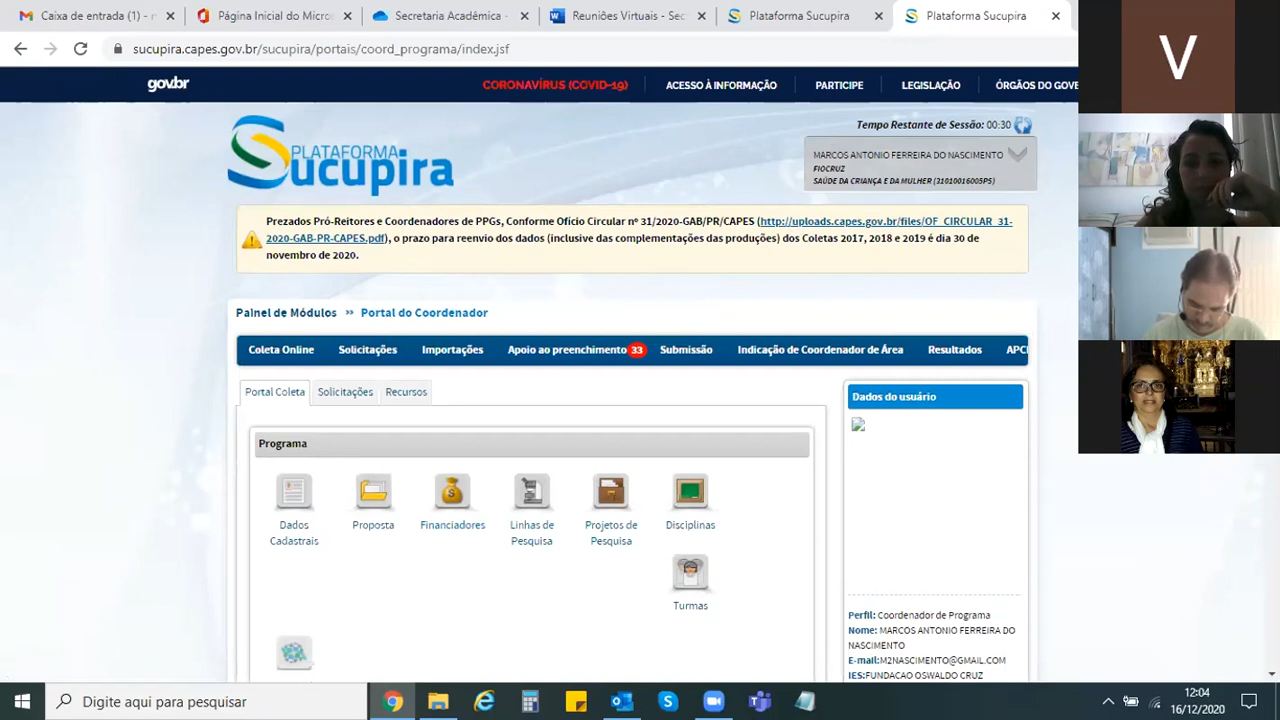 Caixa de entrada (1) - m
Página Inicial do Micros
Secretaria Acadêmica -
Reuniões Virtuais - Sec
Plataforma Sucupira
Plataforma Sucupira
sucupira.capes.gov.br/sucupira/portais/coord_programa/index.jsf
gov.br
CORONAVÍRUS (COVID-19)
ACESSO À INFORMAÇÃO
PARTICIPE
LEGISLAÇÃO
ÓRGÃOS DO GOVE
V
PLATAFORMA
Sucupira
Tempo Restante de Sessão: 00:30
MARCOS ANTONIO FERREIRA DO NASCIMENTO
FIOCRUZ
SAÚDE DA CRIANÇA E DA MULHER (31010016005P5)
Prezados Pró-Reitores e Coordenadores de PPGs, Conforme Ofício Circular nº 31/2020-GAB/PR/CAPES (http://uploads.capes.gov.br/files/OF_CIRCULAR_31-
2020-GAB-PR-CAPES.pdf), o prazo para reenvio dos dados (inclusive das complementações das produções) dos Coletas 2017, 2018 e 2019 é dia 30 de
novembro de 2020.
Painel de Módulos » Portal do Coordenador
Coleta Online
Solicitações
Importações
Apoio ao preenchimento 33
Submissão
Indicação de Coordenador de Área
Resultados
APC
Portal Coleta
Solicitações
Recursos
Programa
Dados
Cadastrais
Proposta
Financiadores
Linhas de
Pesquisa
Projetos de
Pesquisa
Disciplinas
Turmas
Dados do usuário
Perfil: Coordenador de Programa
Nome: MARCOS ANTONIO FERREIRA DO
NASCIMENTO
E-mail:M2NASCIMENTO@GMAIL.COM
IES:FUNDACAO OSWALDO CRUZ
Digite aqui para pesquisar
12:04
16/12/2020